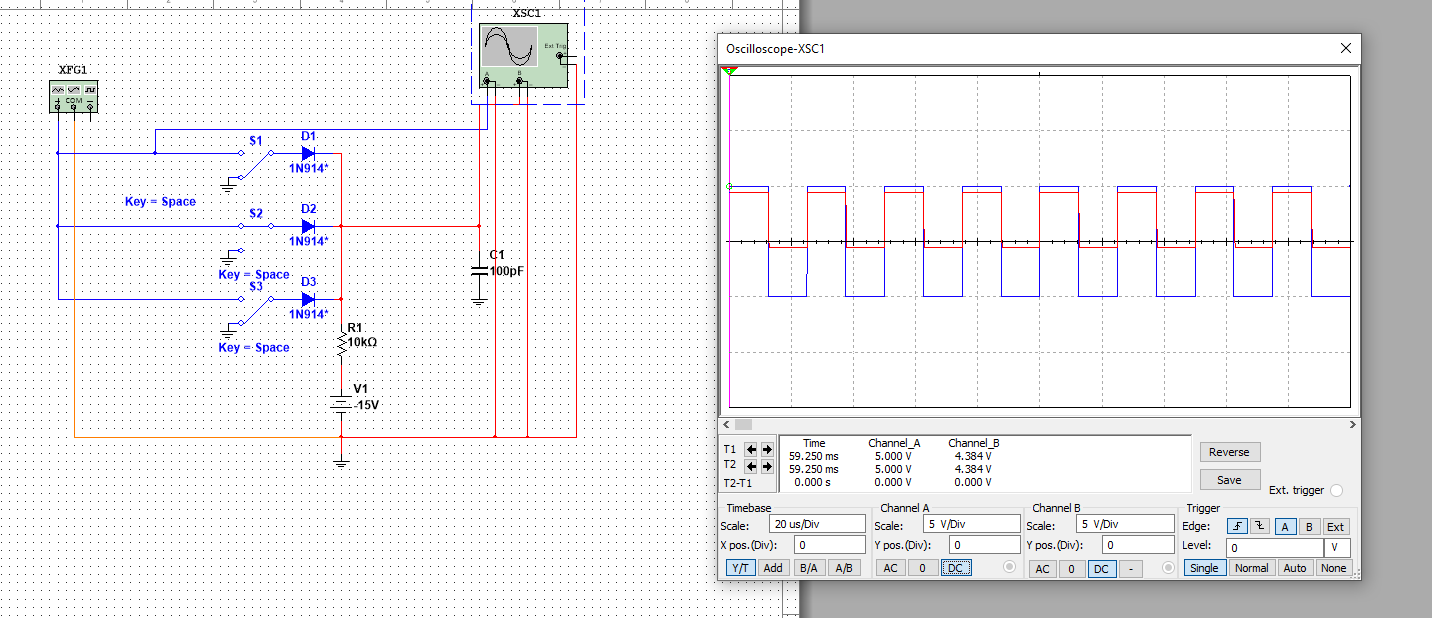 XSC1
Ext Trig
A B
XFG1
COM
S1 D1
1N914*
Key = Space
S2 D2
1N914*
Key = Space
S3 D3
1N914*
Key = Space
C1
100pF
R1
10kΩ
V1
-15V
Oscilloscope-XSC1
T1
T2
T2-T1
Time Channel_A Channel_B
59.250 ms 5.000 V 4.384 V
59.250 ms 5.000 V 4.384 V
0.000 s 0.000 V 0.000 V
Reverse
Save
Ext. trigger
Timebase
Scale: 20 us/Div
X pos.(Div): 0
Y/T Add B/A A/B
Channel A
Scale: 5 V/Div
Y pos.(Div): 0
AC 0 DC
Channel B
Scale: 5 V/Div
Y pos.(Div): 0
AC 0 DC -
Trigger
Edge: A B Ext
Level: 0 V
Single Normal Auto None